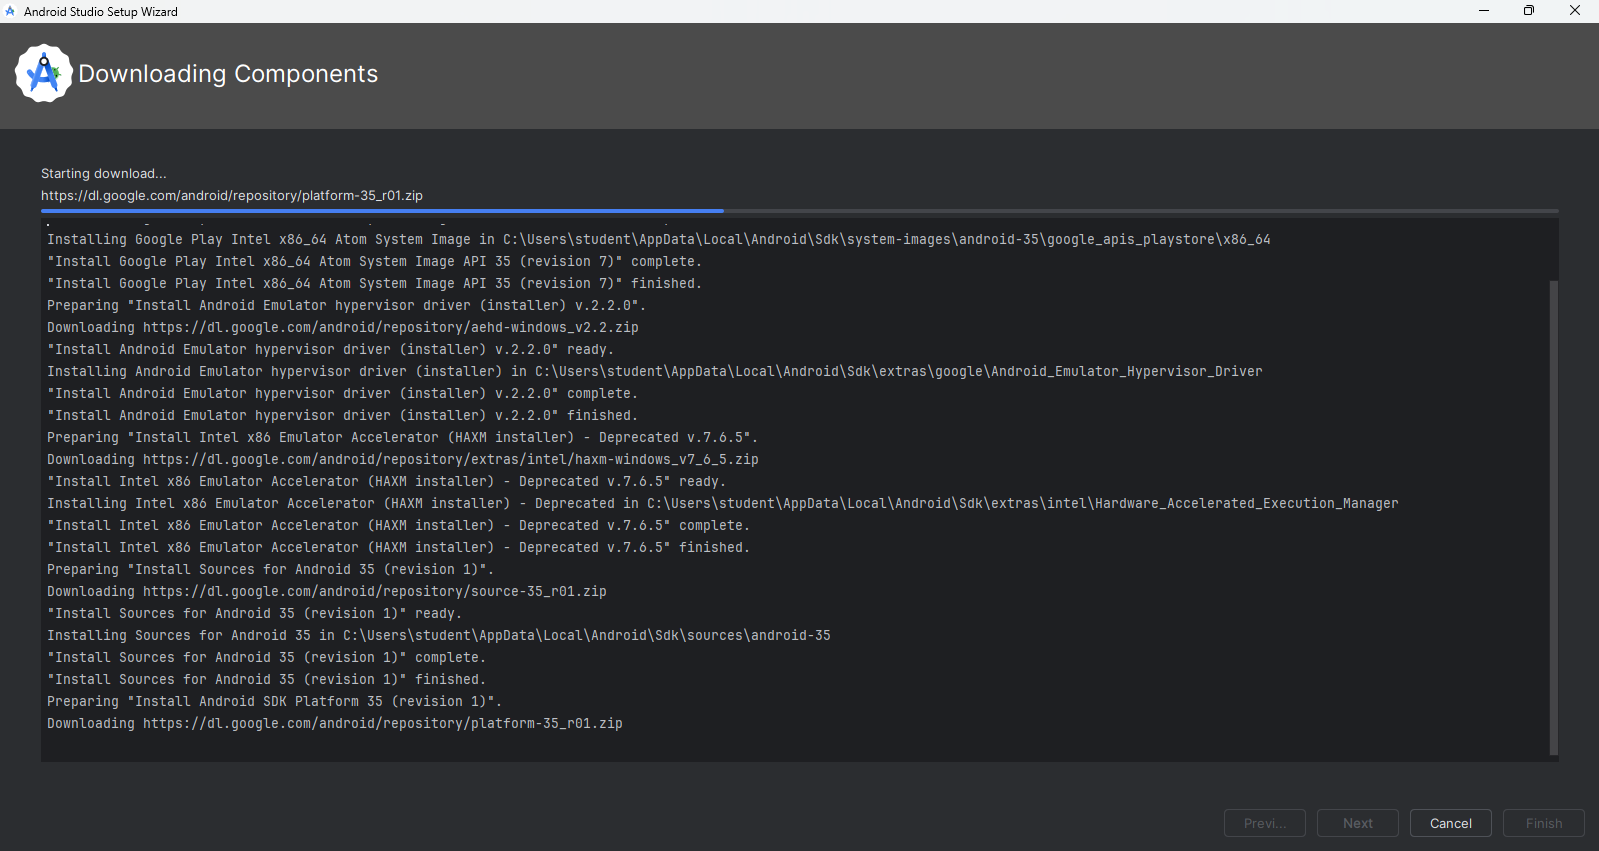 Android Studio Setup Wizard
Downloading Components
Starting download...
https://dl.google.com/android/repository/platform-35_r01.zip
Installing Google Play Intel x86_64 Atom System Image in C:\Users\student\AppData\Local\Android\Sdk\system-images\android-35\google_apis_playstore\x86_64
"Install Google Play Intel x86_64 Atom System Image API 35 (revision 7)" complete.
"Install Google Play Intel x86_64 Atom System Image API 35 (revision 7)" finished.
Preparing "Install Android Emulator hypervisor driver (installer) v.2.2.0".
Downloading https://dl.google.com/android/repository/aehd-windows_v2.2.zip
"Install Android Emulator hypervisor driver (installer) v.2.2.0" ready.
Installing Android Emulator hypervisor driver (installer) in C:\Users\student\AppData\Local\Android\Sdk\extras\google\Android_Emulator_Hypervisor_Driver
"Install Android Emulator hypervisor driver (installer) v.2.2.0" complete.
"Install Android Emulator hypervisor driver (installer) v.2.2.0" finished.
Preparing "Install Intel x86 Emulator Accelerator (HAXM installer) - Deprecated v.7.6.5".
Downloading https://dl.google.com/android/repository/extras/intel/haxm-windows_v7_6_5.zip
"Install Intel x86 Emulator Accelerator (HAXM installer) - Deprecated v.7.6.5" ready.
Installing Intel x86 Emulator Accelerator (HAXM installer) - Deprecated in C:\Users\student\AppData\Local\Android\Sdk\extras\intel\Hardware_Accelerated_Execution_Manager
"Install Intel x86 Emulator Accelerator (HAXM installer) - Deprecated v.7.6.5" complete.
"Install Intel x86 Emulator Accelerator (HAXM installer) - Deprecated v.7.6.5" finished.
Preparing "Install Sources for Android 35 (revision 1)".
Downloading https://dl.google.com/android/repository/source-35_r01.zip
"Install Sources for Android 35 (revision 1)" ready.
Installing Sources for Android 35 in C:\Users\student\AppData\Local\Android\Sdk\sources\android-35
"Install Sources for Android 35 (revision 1)" complete.
"Install Sources for Android 35 (revision 1)" finished.
Preparing "Install Android SDK Platform 35 (revision 1)".
Downloading https://dl.google.com/android/repository/platform-35_r01.zip
Previ... Next Cancel Finish